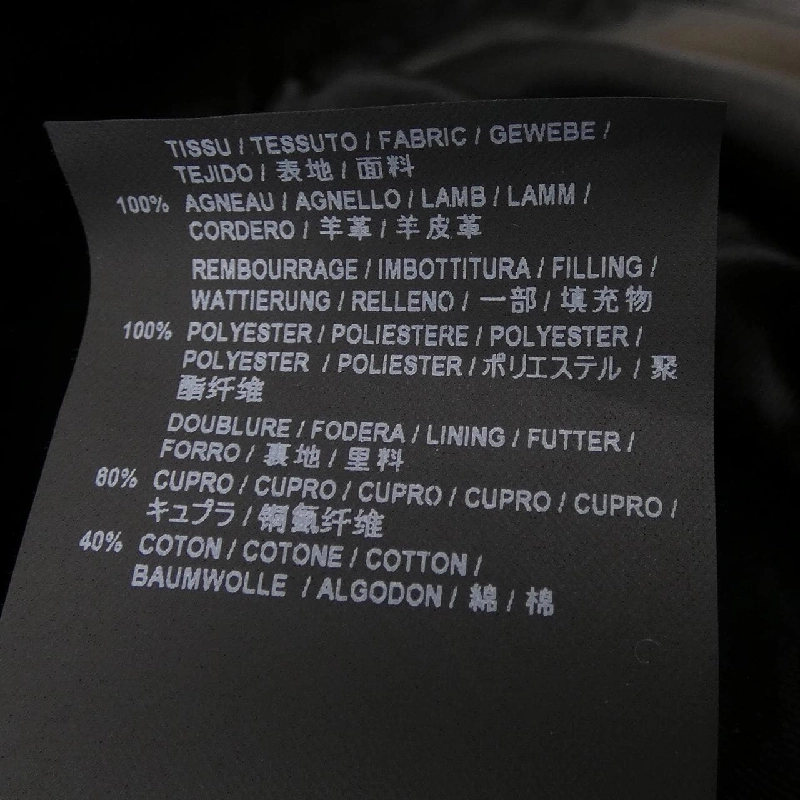 TISSU / TESSUTO / FABRIC / GEWEBE /
TEJIDO / 表地 / 面料
100% AGNEAU / AGNELLO / LAMB / LAMM /
CORDERO / 羊革 / 羊皮革
REMBOURRAGE / IMBOTTITURA / FILLING /
WATTIERUNG / RELLENO / 一部 / 填充物
100% POLYESTER / POLIESTERE / POLYESTER /
POLYESTER / POLIESTER / ポリエステル / 聚
酯纤维
DOUBLURE / FODERA / LINING / FUTTER /
FORRO / 裏地 / 里料
60% CUPRO / CUPRO / CUPRO / CUPRO / CUPRO /
キュプラ / 铜氨纤维
40% COTON / COTONE / COTTON /
BAUMWOLLE / ALGODON / 綿 / 棉